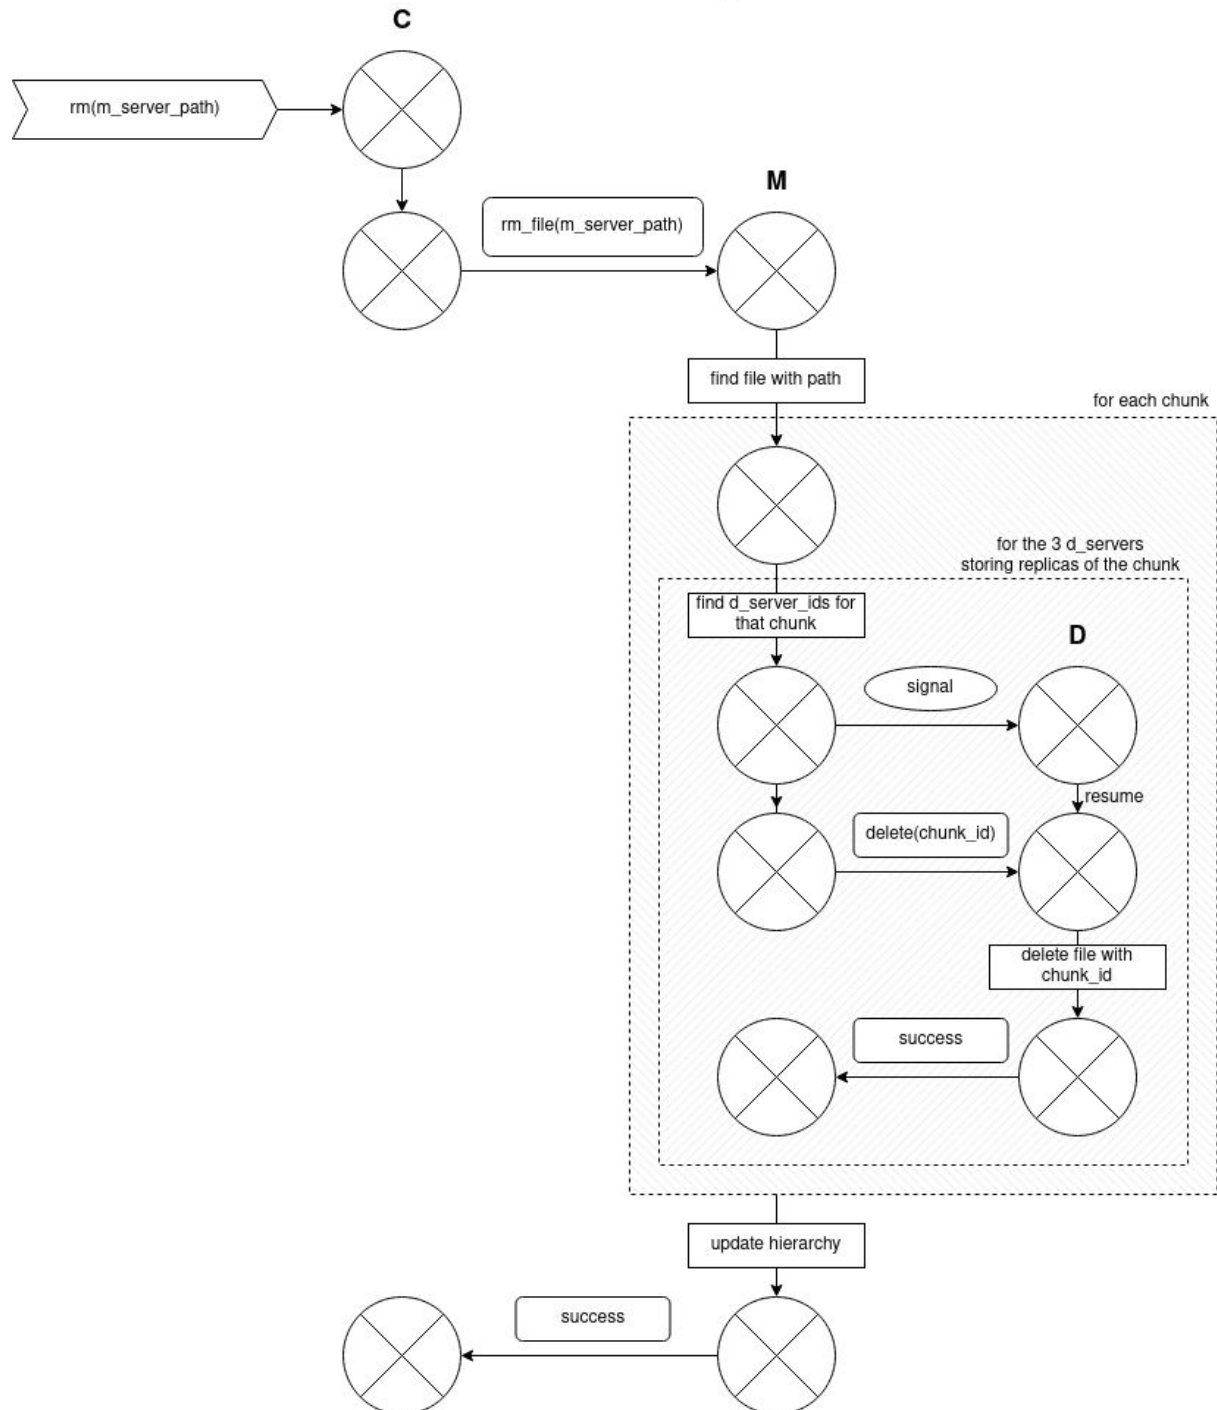 C
rm(m_server_path)
M
rm_file(m_server_path)
find file with path
for each chunk
for the 3 d_servers
storing replicas of the chunk
find d_server_ids for
that chunk
D
signal
resume
delete(chunk_id)
delete file with
chunk_id
success
update hierarchy
success